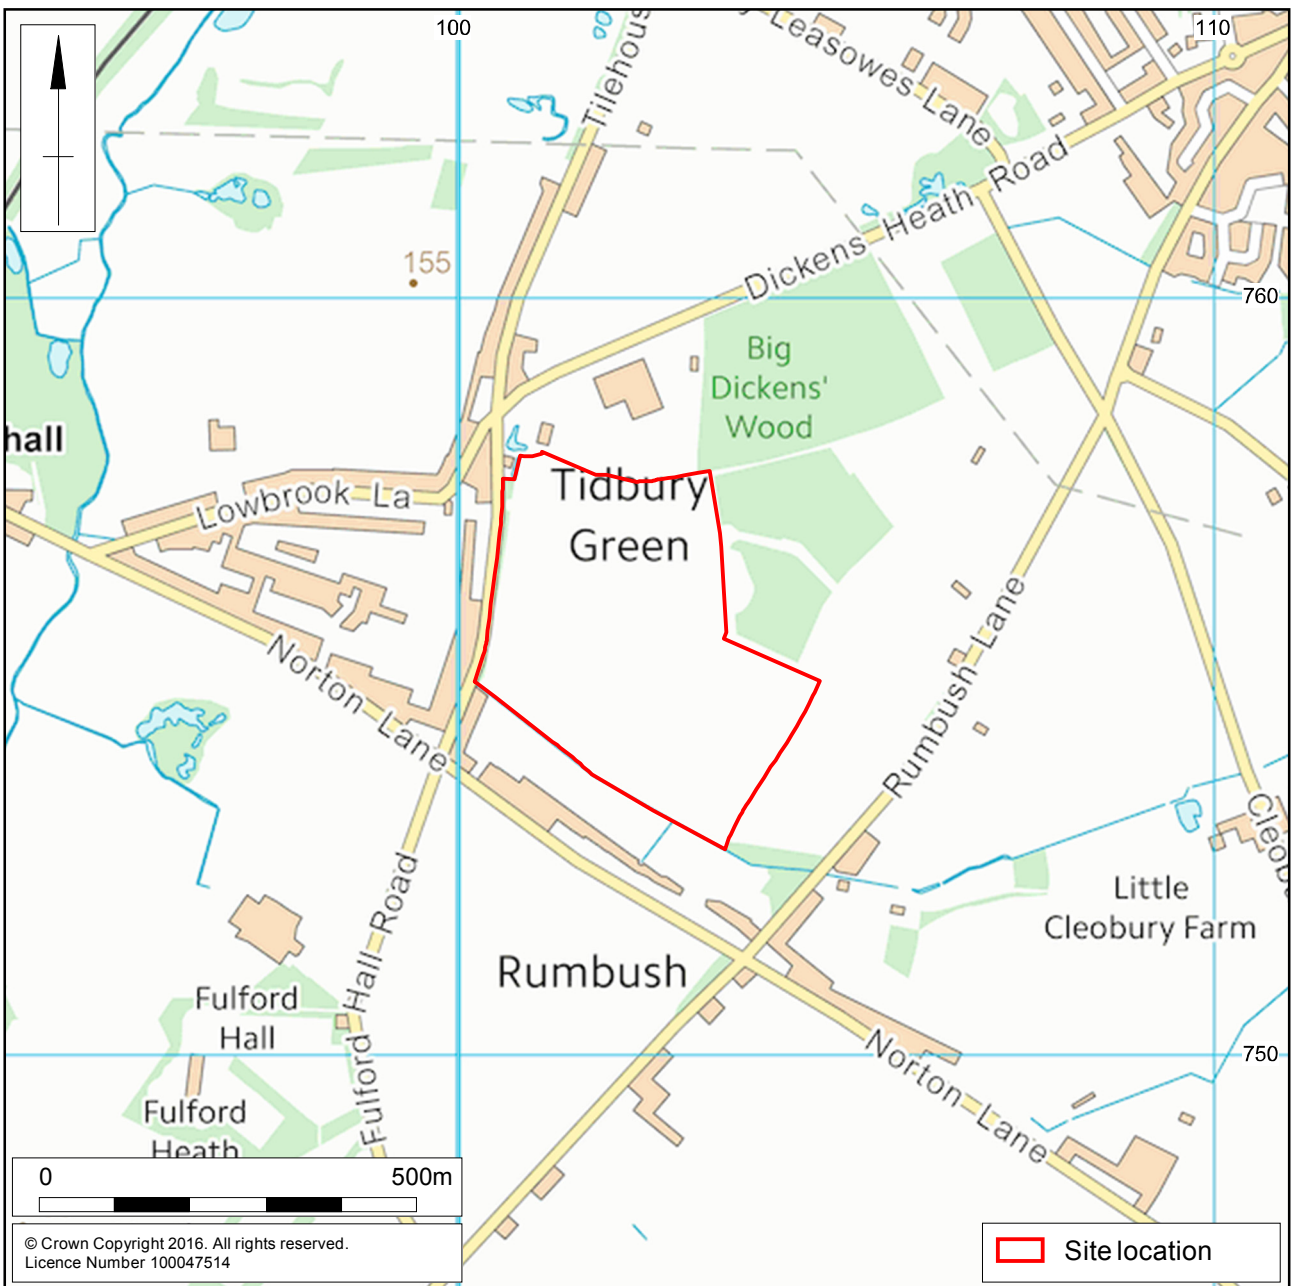 100
110
Tilehous
Leasowes Lane
Dickens Heath Road
155
760
Big
Dickens'
Wood
hall
Tidbury
Green
Lowbrook La
Norton Lane
Rumbush Lane
Cleob
Little
Cleobury Farm
Fulford Hall Road
Rumbush
Fulford
Hall
750
Norton Lane
Fulford
Heath
0 500m
© Crown Copyright 2016. All rights reserved.
Licence Number 100047514
Site location